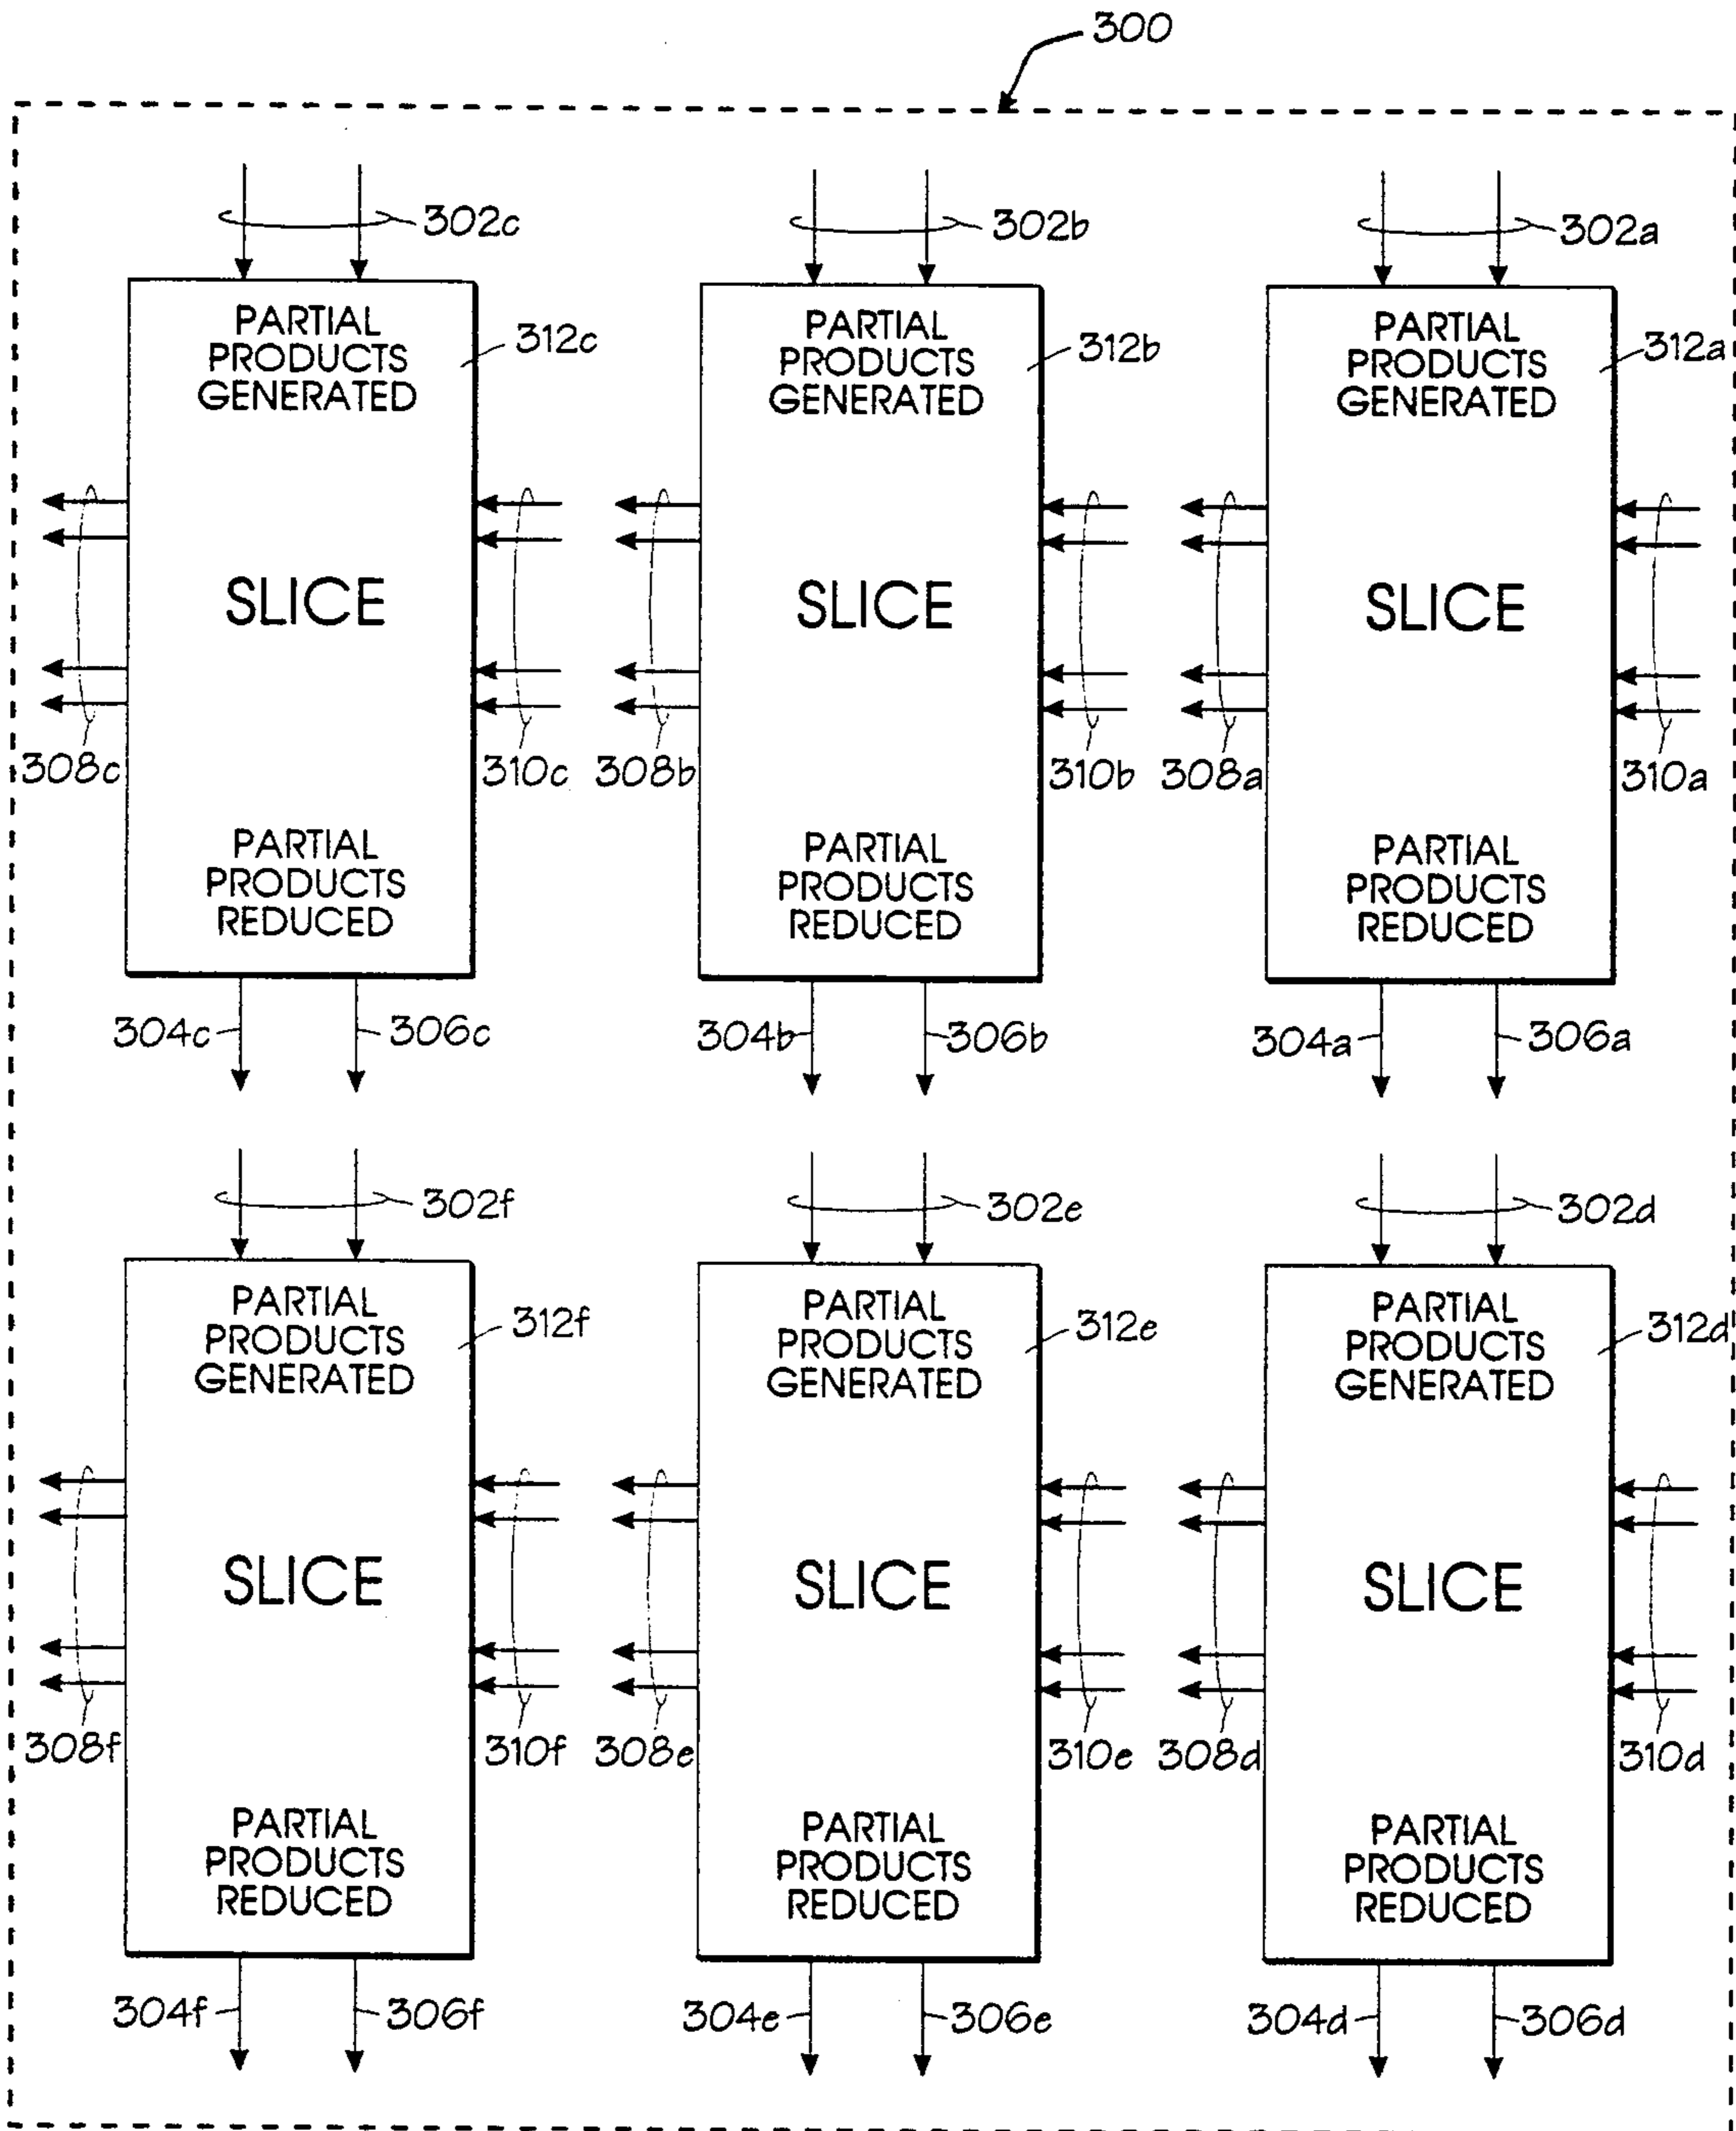 300
302c
302b
302a
PARTIAL
PRODUCTS
GENERATED
312c
PARTIAL
PRODUCTS
GENERATED
312b
PARTIAL
PRODUCTS
GENERATED
312a
SLICE
SLICE
SLICE
308c
310c
308b
310b
308a
310a
PARTIAL
PRODUCTS
REDUCED
PARTIAL
PRODUCTS
REDUCED
PARTIAL
PRODUCTS
REDUCED
304c
306c
304b
306b
304a
306a
302f
302e
302d
PARTIAL
PRODUCTS
GENERATED
312f
PARTIAL
PRODUCTS
GENERATED
312e
PARTIAL
PRODUCTS
GENERATED
312d
SLICE
SLICE
SLICE
308f
310f
308e
310e
308d
310d
PARTIAL
PRODUCTS
REDUCED
PARTIAL
PRODUCTS
REDUCED
PARTIAL
PRODUCTS
REDUCED
304f
306f
304e
306e
304d
306d